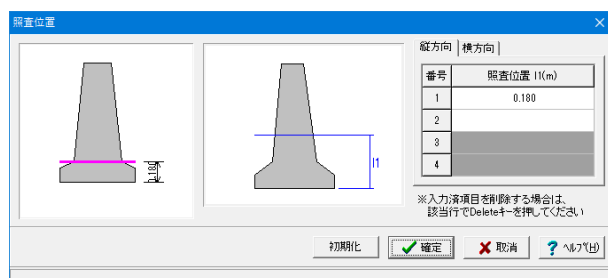 照査位置
縦方向 横方向
番号 照査位置 l1(m)
1 0.180
2
3
4
0.180
l1
※入力済項目を削除する場合は、
該当行でDeleteキーを押してください
初期化 確定 取消 ヘルプ(H)